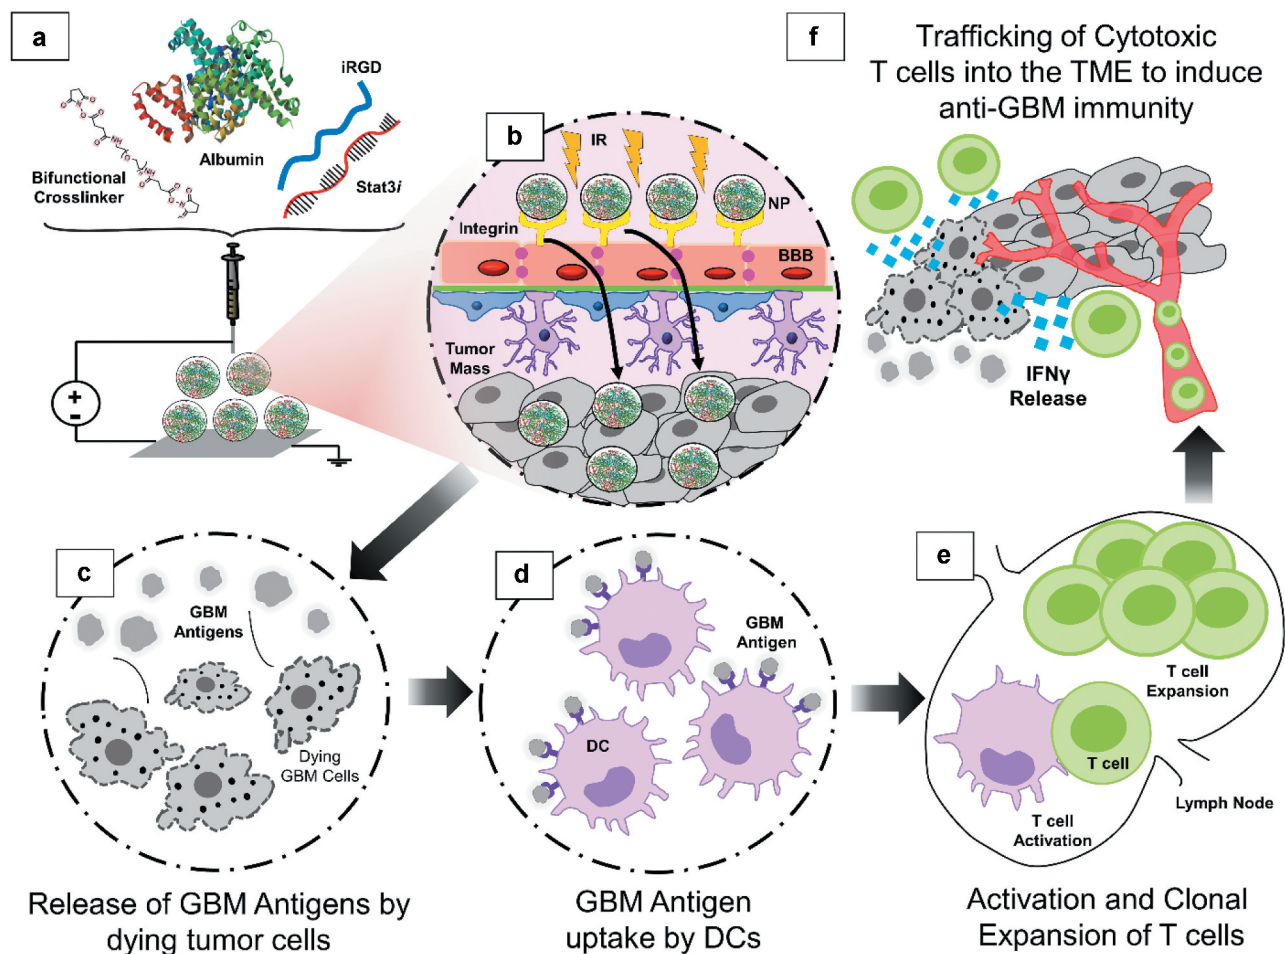 a
iRGD
Albumin
Bifunctional
Crosslinker
Stat3i
+
−
b
IR
NP
Integrin
BBB
Tumor
Mass
c
GBM
Antigens
Dying
GBM Cells
Release of GBM Antigens by
dying tumor cells
d
GBM
Antigen
DC
GBM Antigen
uptake by DCs
e
T cell
Expansion
T cell
T cell
Activation
Lymph Node
Activation and Clonal
Expansion of T cells
f
Trafficking of Cytotoxic
T cells into the TME to induce
anti-GBM immunity
IFNγ
Release